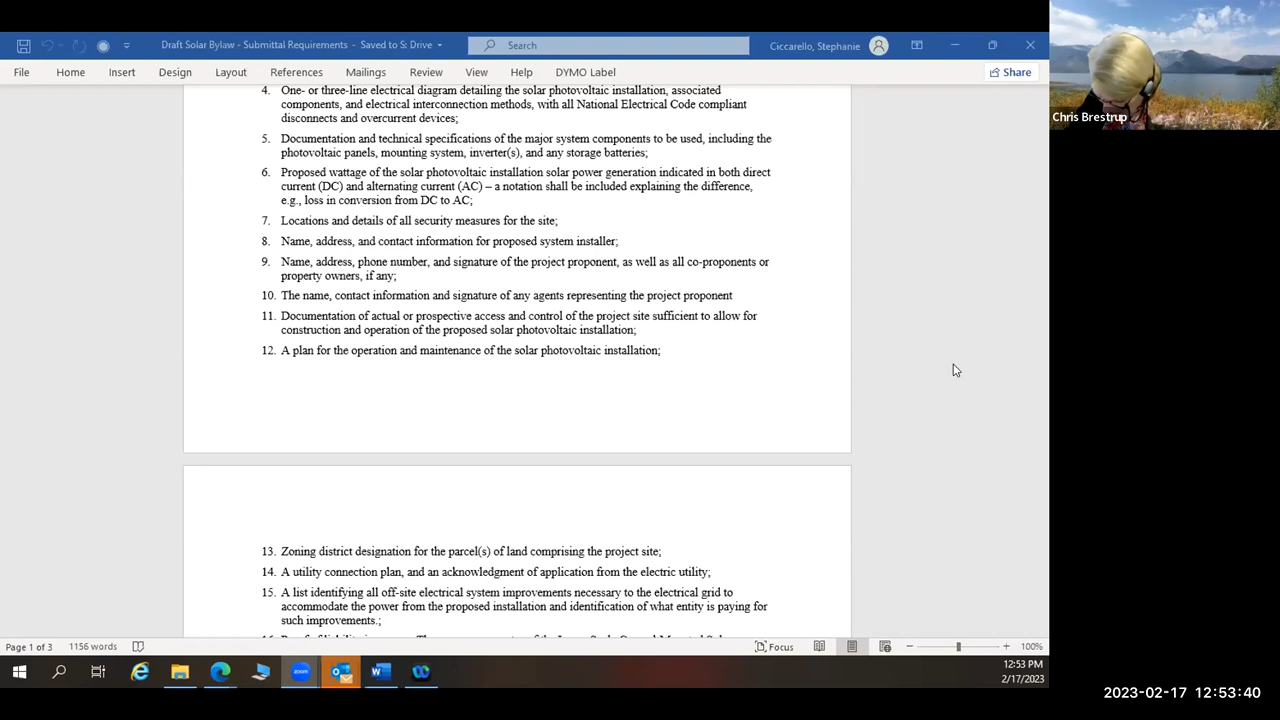 Draft Solar Bylaw - Submittal Requirements - Saved to S: Drive
Search
Ciccarello, Stephanie
File Home Insert Design Layout References Mailings Review View Help DYMO Label Share
4. One- or three-line electrical diagram detailing the solar photovoltaic installation, associated
components, and electrical interconnection methods, with all National Electrical Code compliant
disconnects and overcurrent devices;
5. Documentation and technical specifications of the major system components to be used, including the
photovoltaic panels, mounting system, inverter(s), and any storage batteries;
6. Proposed wattage of the solar photovoltaic installation solar power generation indicated in both direct
current (DC) and alternating current (AC) – a notation shall be included explaining the difference,
e.g., loss in conversion from DC to AC;
7. Locations and details of all security measures for the site;
8. Name, address, and contact information for proposed system installer;
9. Name, address, phone number, and signature of the project proponent, as well as all co-proponents or
property owners, if any;
10. The name, contact information and signature of any agents representing the project proponent
11. Documentation of actual or prospective access and control of the project site sufficient to allow for
construction and operation of the proposed solar photovoltaic installation;
12. A plan for the operation and maintenance of the solar photovoltaic installation;
13. Zoning district designation for the parcel(s) of land comprising the project site;
14. A utility connection plan, and an acknowledgment of application from the electric utility;
15. A list identifying all off-site electrical system improvements necessary to the electrical grid to
accommodate the power from the proposed installation and identification of what entity is paying for
such improvements.;
Page 1 of 3 1156 words Focus 100%
zoom
12:53 PM
2/17/2023
Chris Brestrup
2023-02-17 12:53:40